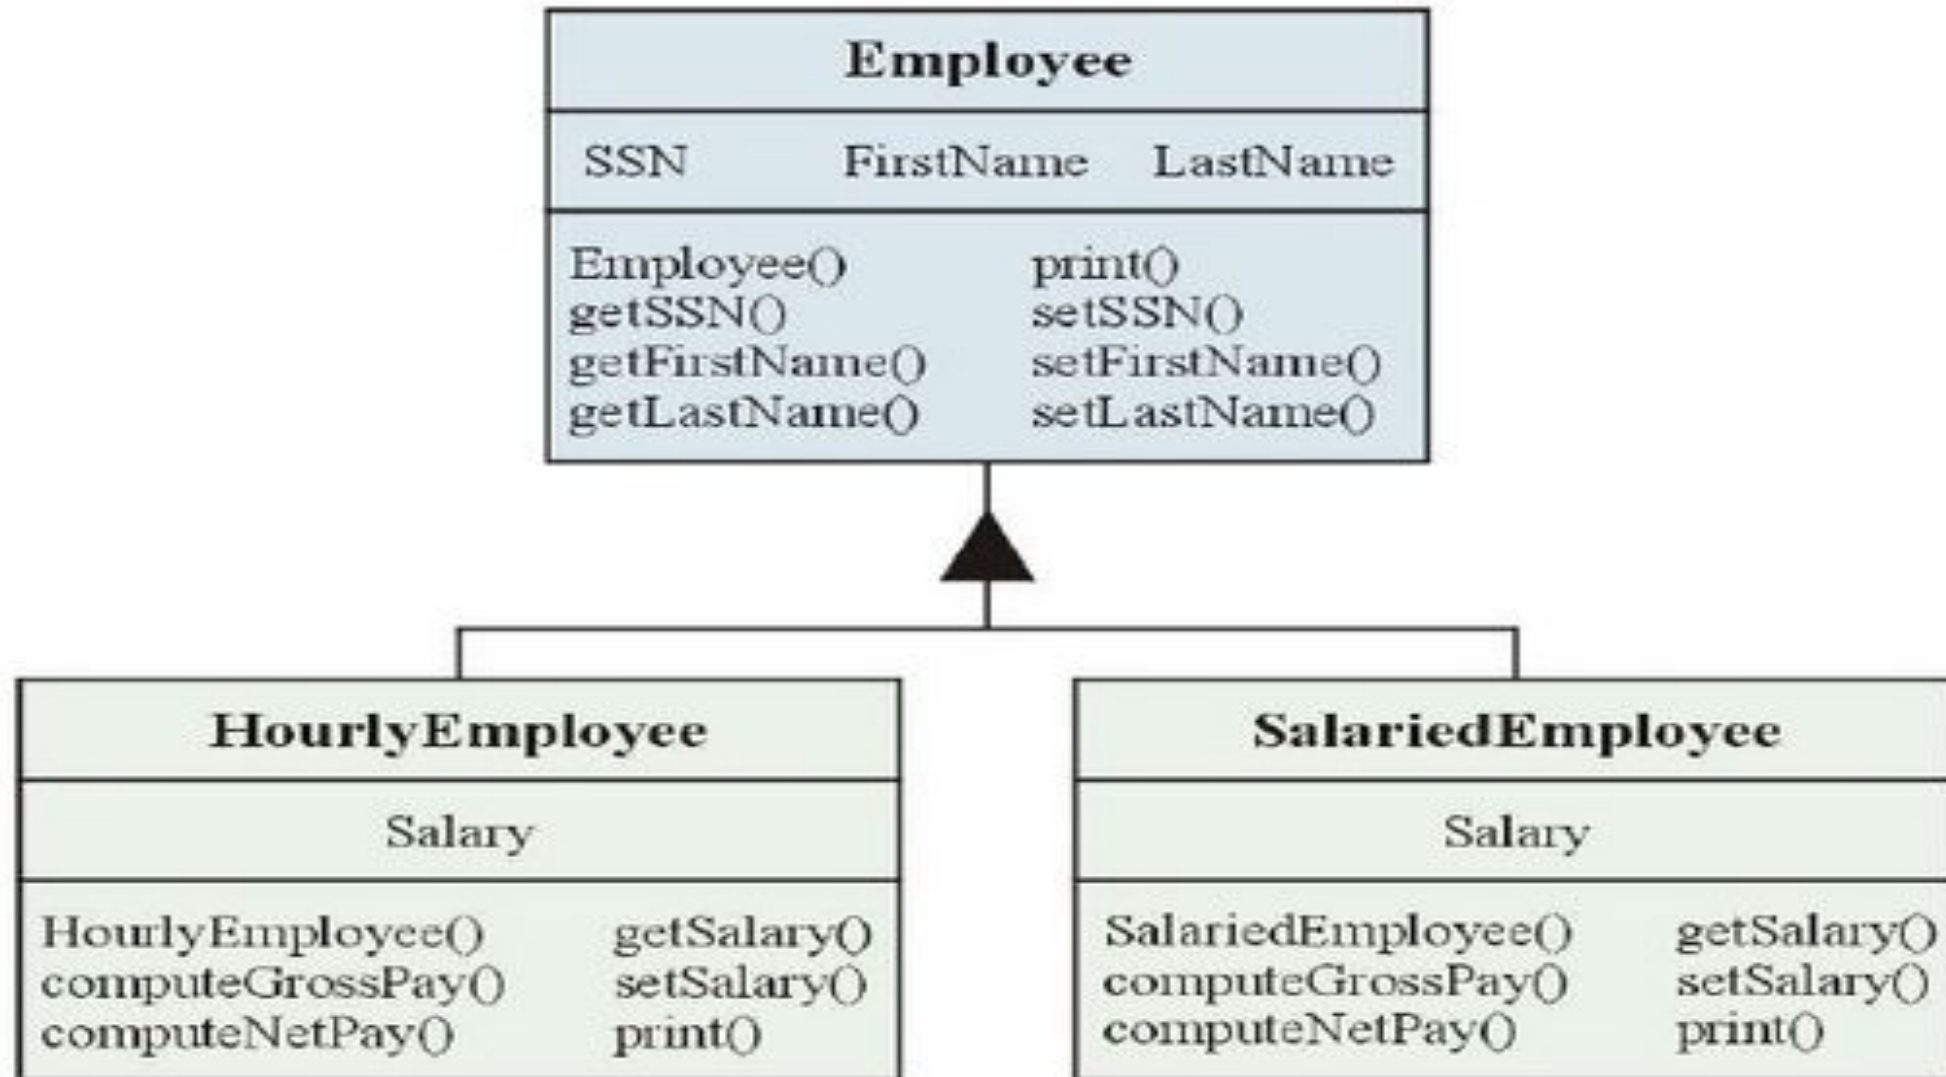 Employee
SSN FirstName LastName
Employee() print()
getSSN() setSSN()
getFirstName() setFirstName()
getLastName() setLastName()
HourlyEmployee
Salary
HourlyEmployee() getSalary()
computeGrossPay() setSalary()
computeNetPay() print()
SalariedEmployee
Salary
SalariedEmployee() getSalary()
computeGrossPay() setSalary()
computeNetPay() print()